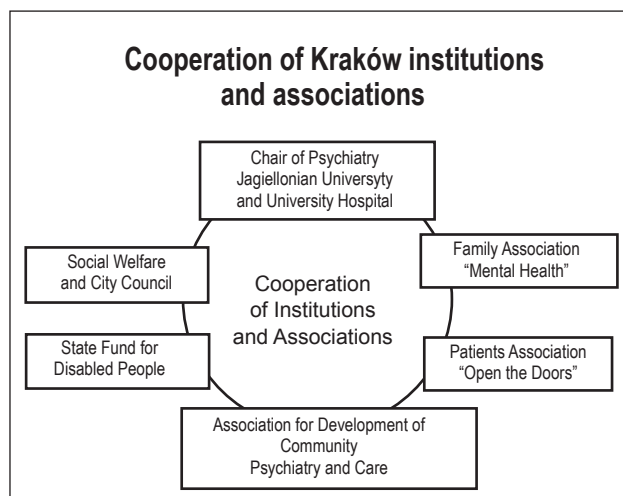 Cooperation of Kraków institutions
and associations
Chair of Psychiatry
Jagiellonian Universyty
and University Hospital
Social Welfare
and City Council
Family Association
“Mental Health”
Cooperation
of Institutions
and Associations
State Fund for
Disabled People
Patients Association
“Open the Doors”
Association for Development of
Community
Psychiatry and Care